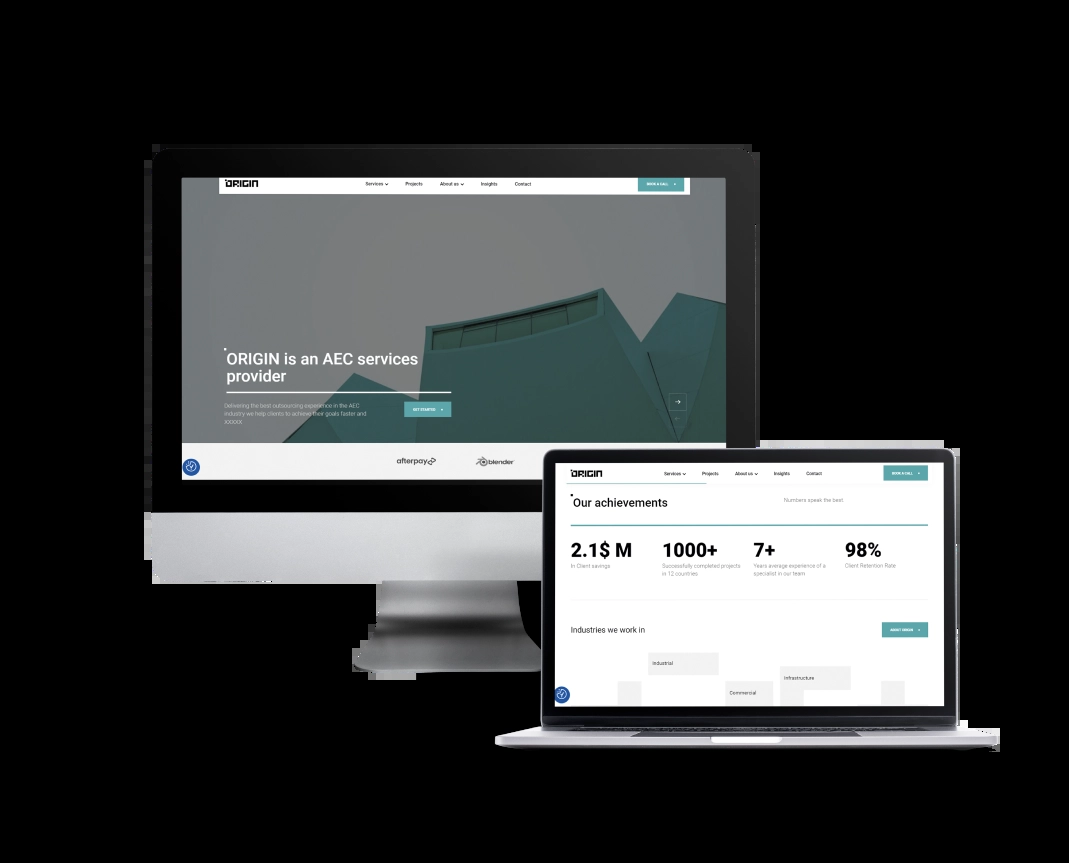 ORIGIN
Services Projects About us Insights Contact
BOOK A CALL
ORIGIN is an AEC services
provider
Delivering the best outsourcing experience in the AEC
industry we help clients to achieve their goals faster and
XXXXX.
GET STARTED
afterpay blender
ORIGIN
Services Projects About us Insights Contact
BOOK A CALL
Our achievements
Numbers speak the best.
2.1$ M 1000+ 7+ 98%
In Client savings
Successfully completed projects
in 12 countries
Years average experience of a
specialist in our team
Client Retention Rate
Industries we work in
ABOUT ORIGIN
Industrial
Infrastructure
Commercial